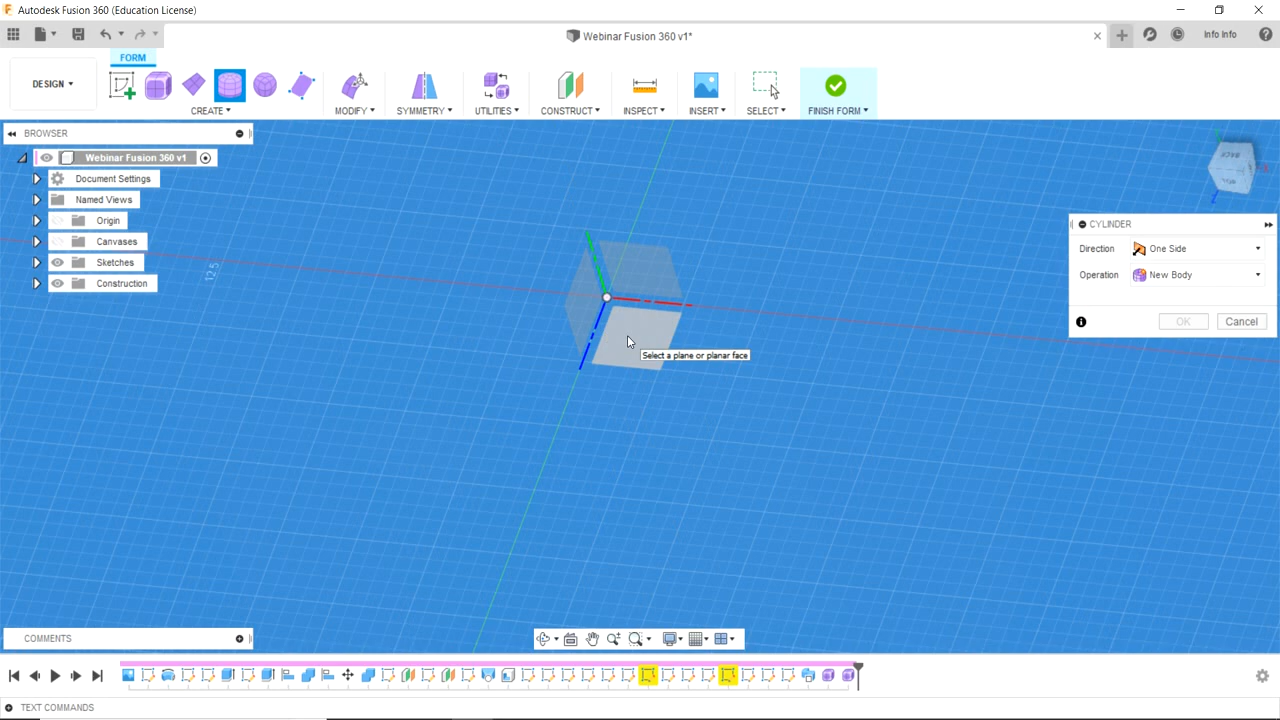 Autodesk Fusion 360 (Education License)
Webinar Fusion 360 v1*
Info Info
FORM
DESIGN
CREATE
MODIFY
SYMMETRY
UTILITIES
CONSTRUCT
INSPECT
INSERT
SELECT
FINISH FORM
BROWSER
Webinar Fusion 360 v1
Document Settings
Named Views
Origin
Canvases
Sketches
Construction
12.5
CYLINDER
Direction One Side
Operation New Body
OK Cancel
Select a plane or planar face
COMMENTS
TEXT COMMANDS